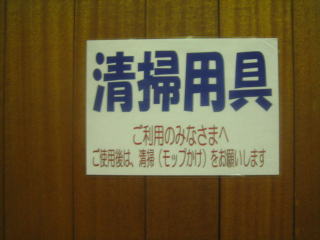 清掃用具
ご利用のみなさまへ
ご使用後は、清掃（モップかけ）をお願いします